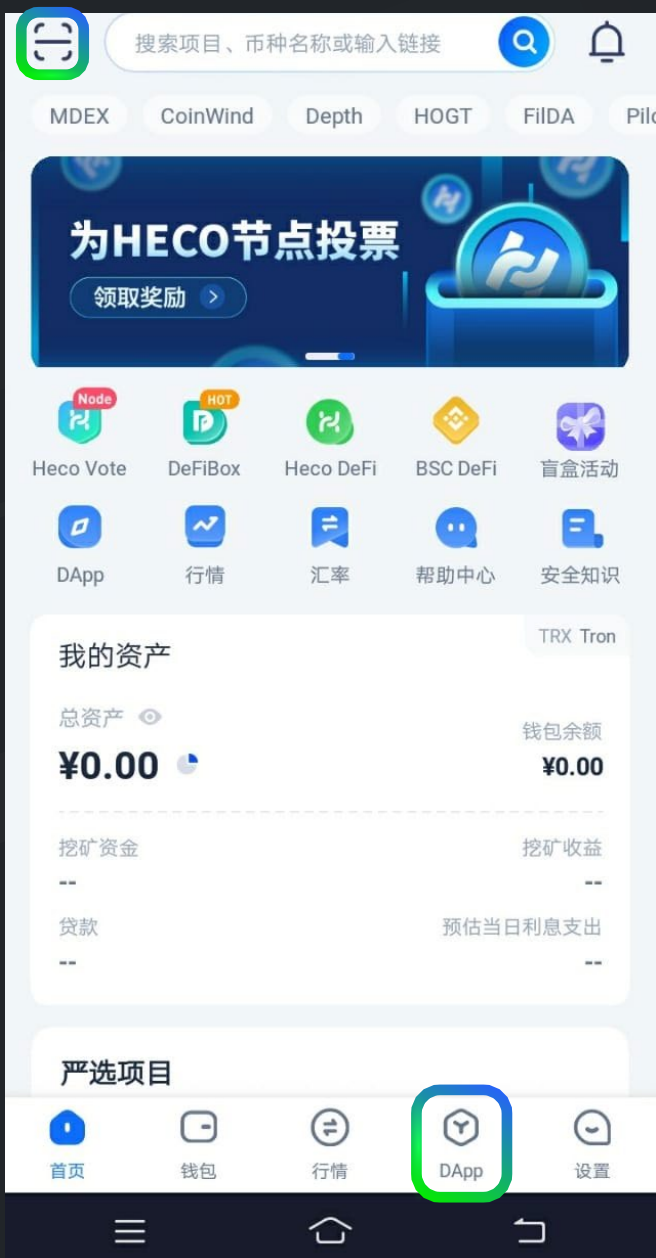 搜索项目、币种名称或输入链接
MDEX CoinWind Depth HOGT FilDA
为HECO节点投票
领取奖励
Node HOT
Heco Vote DeFiBox Heco DeFi BSC DeFi 盲盒活动
DApp 行情 汇率 帮助中心 安全知识
TRX Tron
我的资产
总资产 钱包余额
¥0.00 ¥0.00
挖矿资金 挖矿收益
-- --
贷款 预估当日利息支出
-- --
严选项目
首页 钱包 行情 DApp 设置